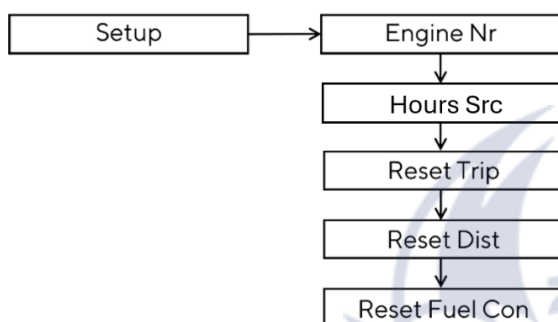 Setup
Engine Nr
Hours Src
Reset Trip
Reset Dist
Reset Fuel Con